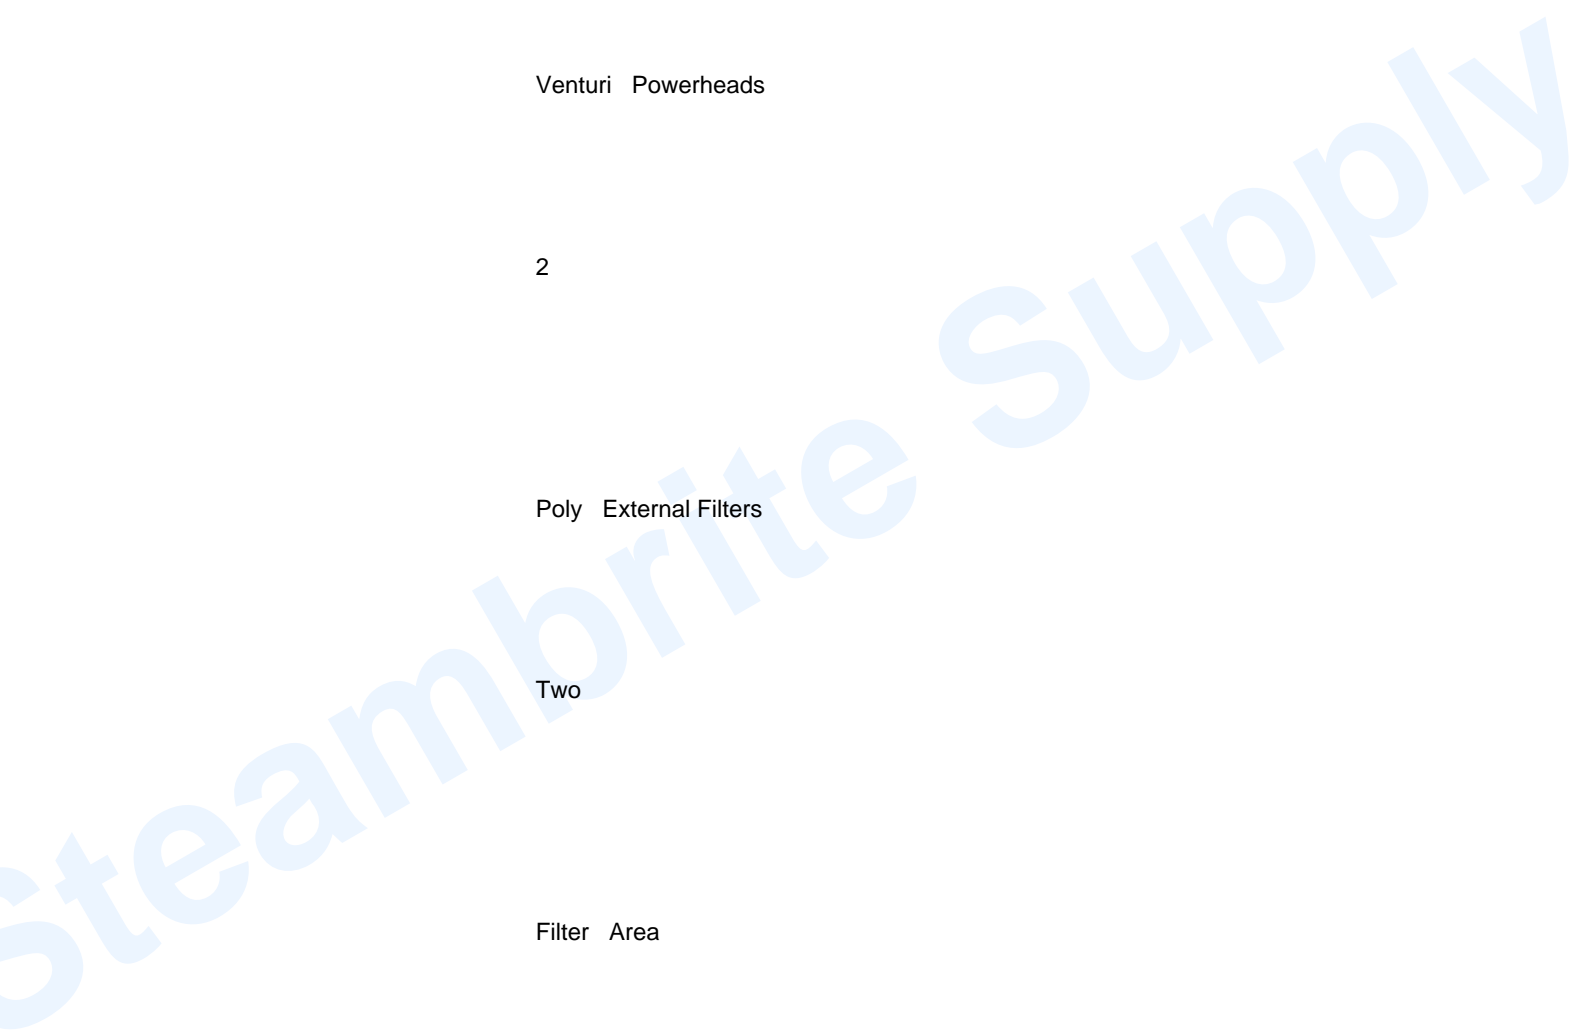 Venturi Powerheads
2
Poly External Filters
Two
Filter Area
Steambrite Supply